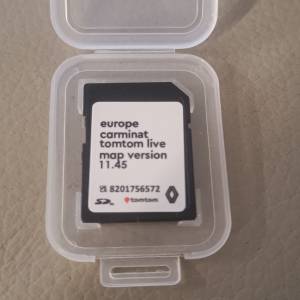 europe
carminat
tomtom live
map version
11.45
8201756572
SD tomtom